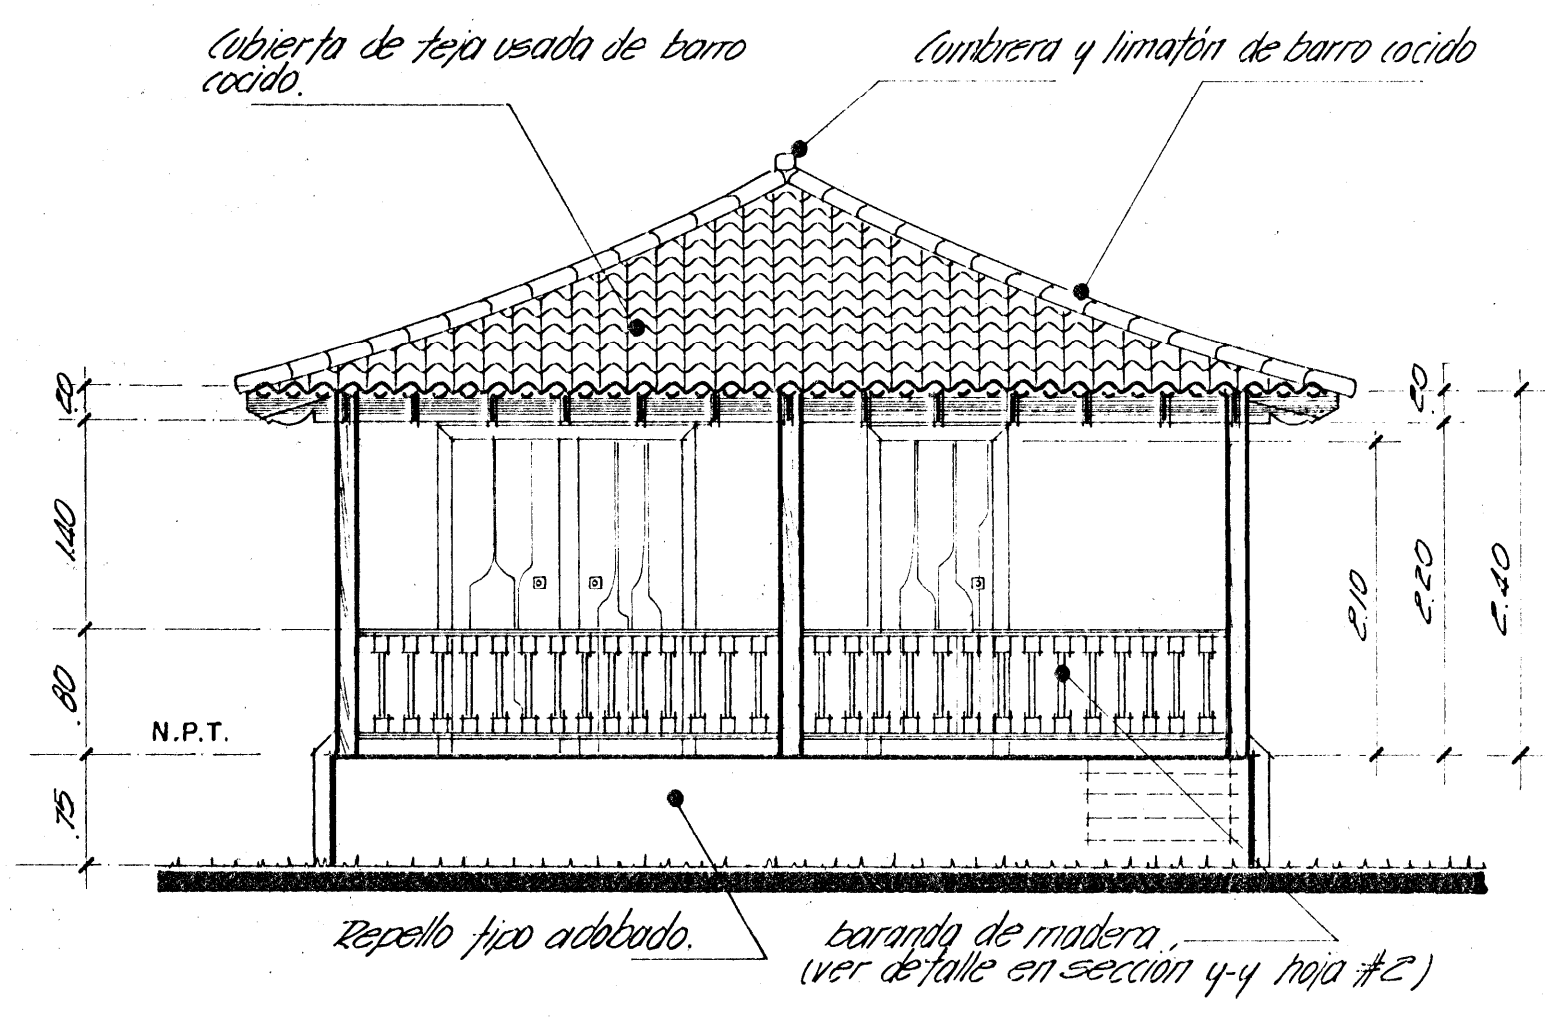 Cubierta de teja usada de barro
cocido.
Cumbrera y limatón de barro cocido
.20
1.40
.80
N.P.T.
.75
.20
2.10
2.20
2.40
Repello tipo adobado.
baranda de madera
(ver detalle en sección y-y hoja #2)